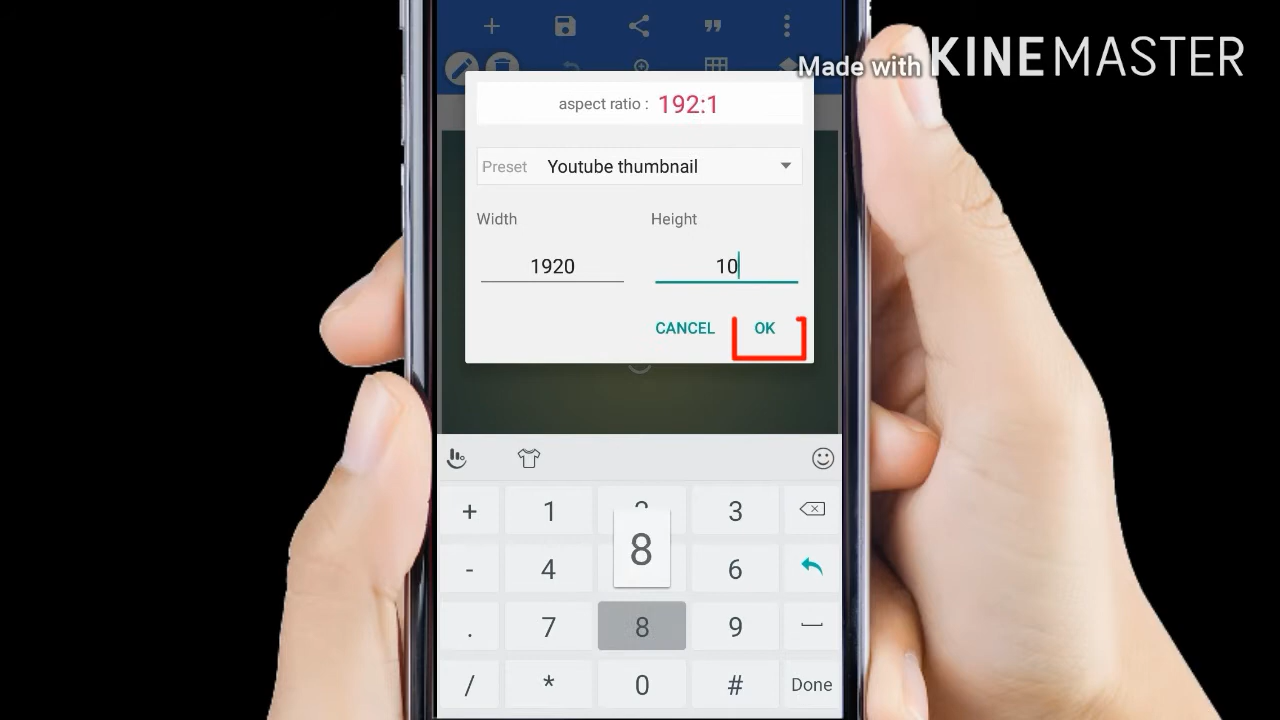 Made with KINEMASTER
aspect ratio : 192:1
Preset Youtube thumbnail
Width Height
1920 10
CANCEL OK
+ 1 3
8
- 4 6
. 7 8 9
/ * 0 # Done